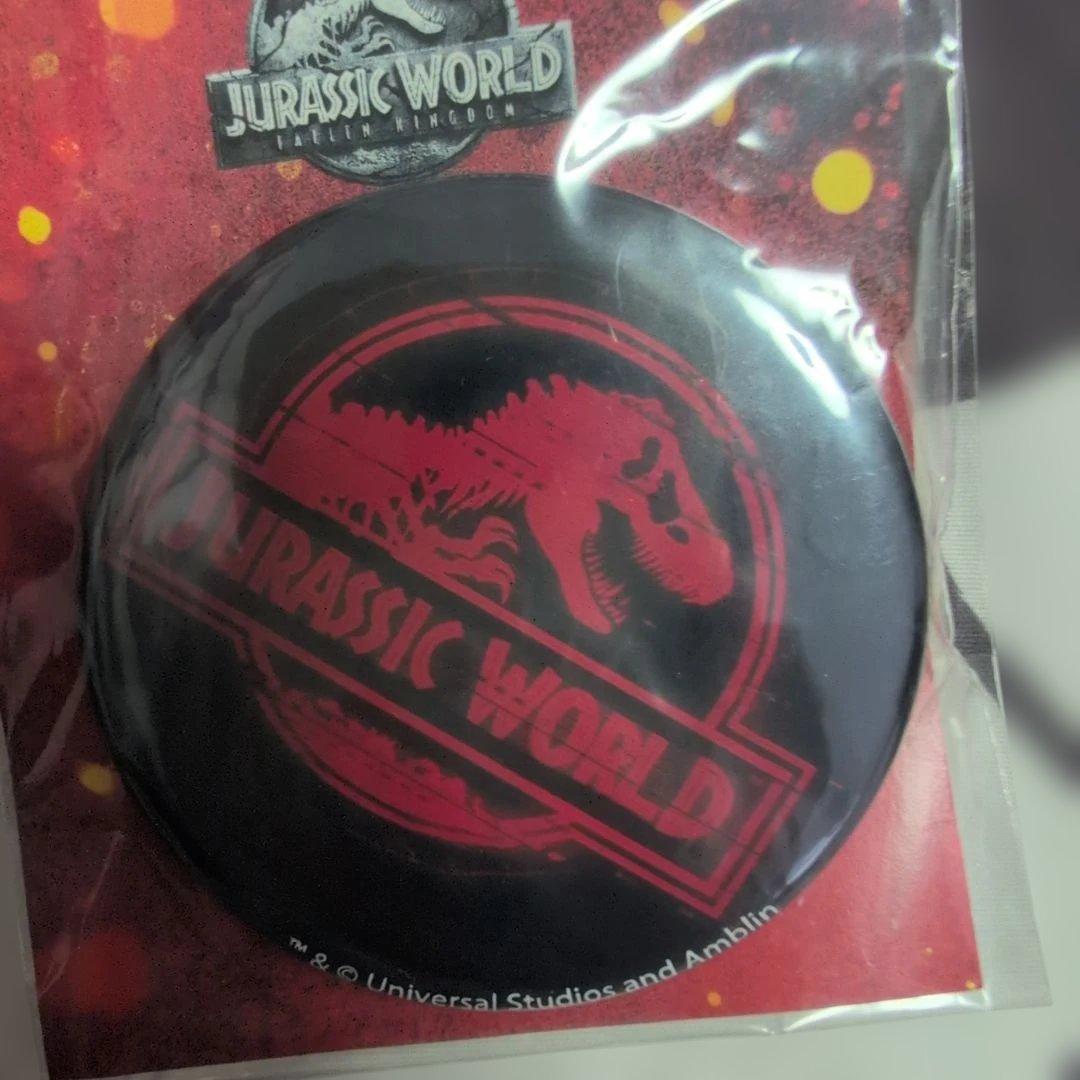 JURASSIC WORLD
FALLEN KINGDOM
JURASSIC WORLD
™ & © Universal Studios and Amblin